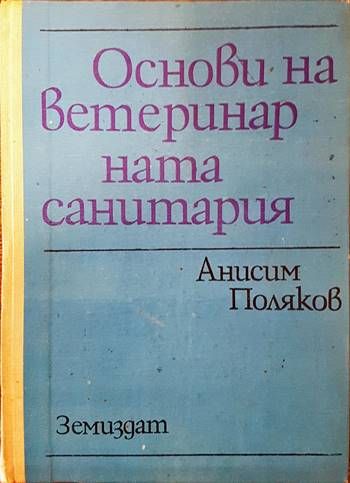 Основи на
ветеринар
ната
санитария
Анисим
Поляков
Земиздат